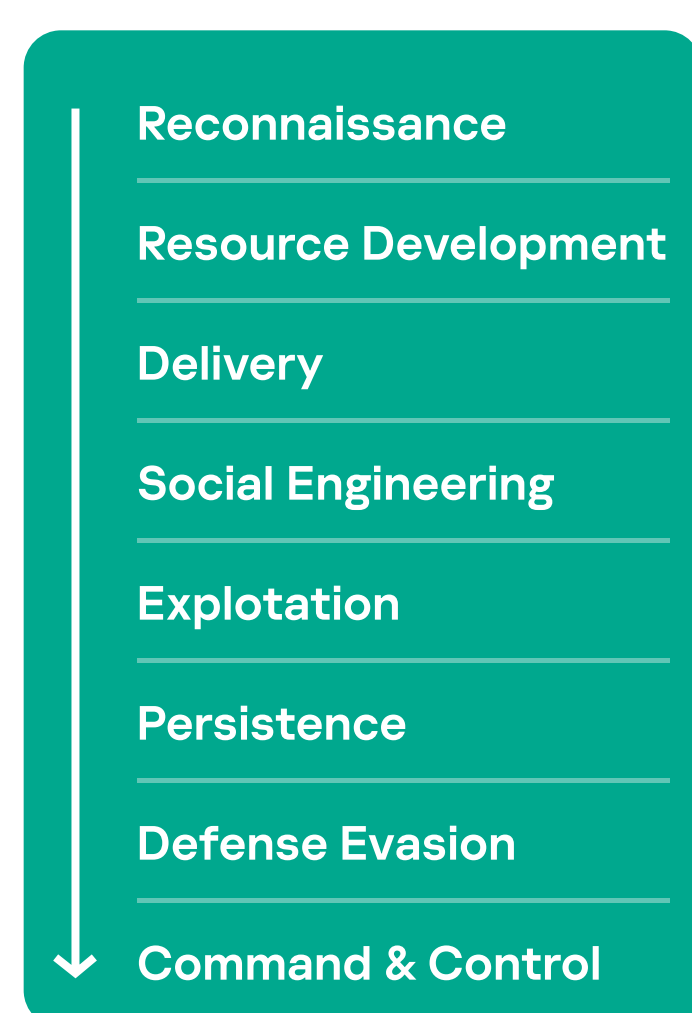 Reconnaissance
Resource Development
Delivery
Social Engineering
Explotation
Persistence
Defense Evasion
Command & Control